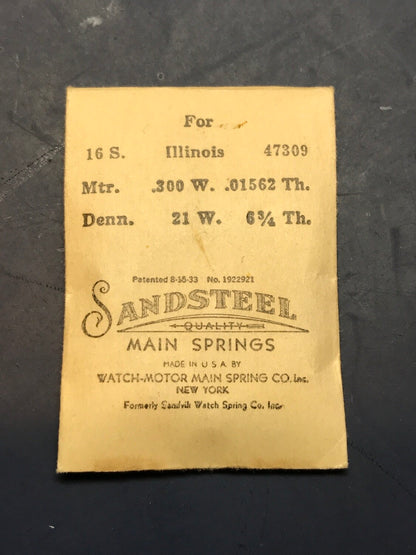 For
16 S. Illinois 47309
Mtr. .300 W. .01562 Th.
Denn. 21 W. 6¾ Th.
Patented 8-15-33 No. 1922921
SANDSTEEL
QUALITY
MAIN SPRINGS
MADE IN U.S.A. BY
WATCH-MOTOR MAIN SPRING CO. Inc.
NEW YORK
Formerly Sandvik Watch Spring Co. Inc.